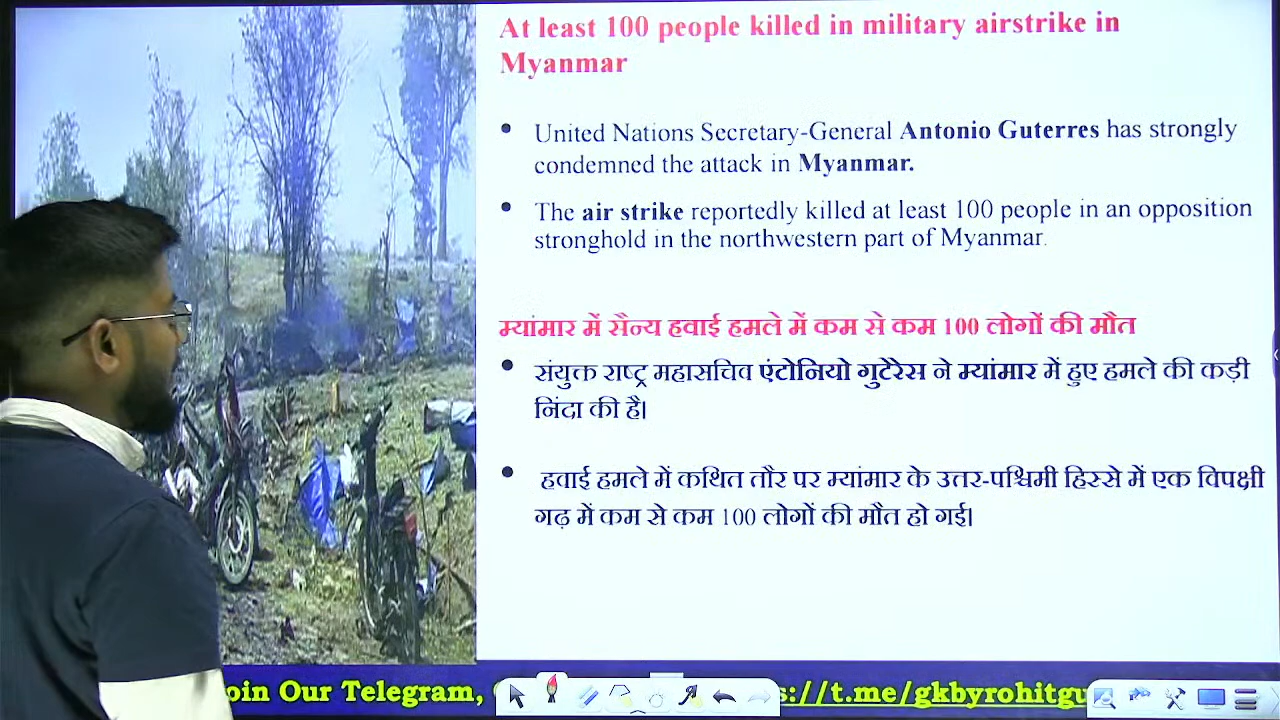 At least 100 people killed in military airstrike in
Myanmar
• United Nations Secretary-General Antonio Guterres has strongly
condemned the attack in Myanmar.
• The air strike reportedly killed at least 100 people in an opposition
stronghold in the northwestern part of Myanmar.
म्यांमार में सैन्य हवाई हमले में कम से कम 100 लोगों की मौत
• संयुक्त राष्ट्र महासचिव एंटोनियो गुटेरेस ने म्यांमार में हुए हमले की कड़ी
निंदा की है।
• हवाई हमले में कथित तौर पर म्यांमार के उत्तर-पश्चिमी हिस्से में एक विपक्षी
गढ़ में कम से कम 100 लोगों की मौत हो गई।
Our Telegram, ://t.me/gkbyrohitgu